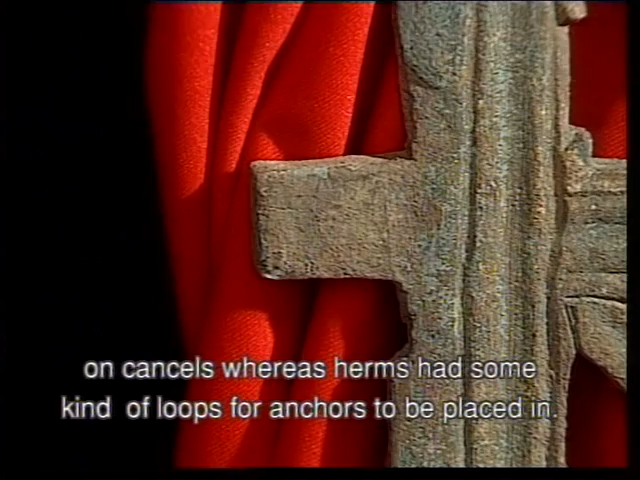 on cancels whereas herms had some
kind of loops for anchors to be placed in.